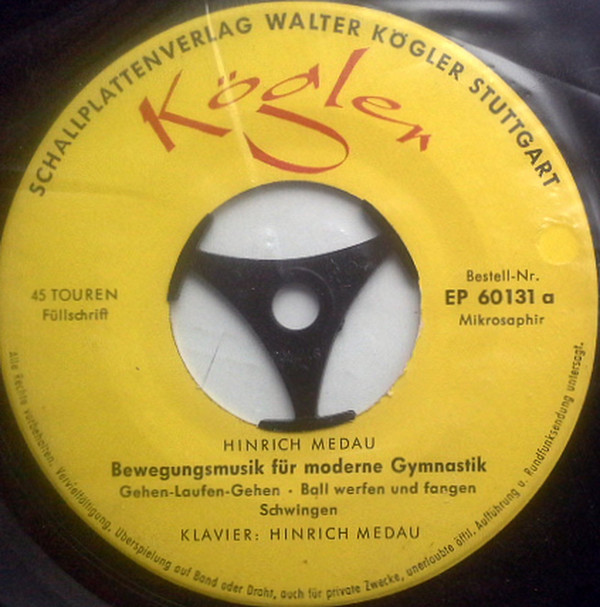 SCHALLPLATTENVERLAG WALTER KÖGLER STUTTGART
Kögler
45 TOUREN
Füllschrift
Bestell-Nr.
EP 60131 a
Mikrosaphir
HINRICH MEDAU
Bewegungsmusik für moderne Gymnastik
Gehen-Laufen-Gehen · Ball werfen und fangen
Schwingen
KLAVIER: HINRICH MEDAU
Alle Rechte vorbehalten. Vervielfältigung, Überspielung auf Band oder Draht, auch für private Zwecke, unerlaubte öfftl. Aufführung u. Rundfunksendung untersagt.